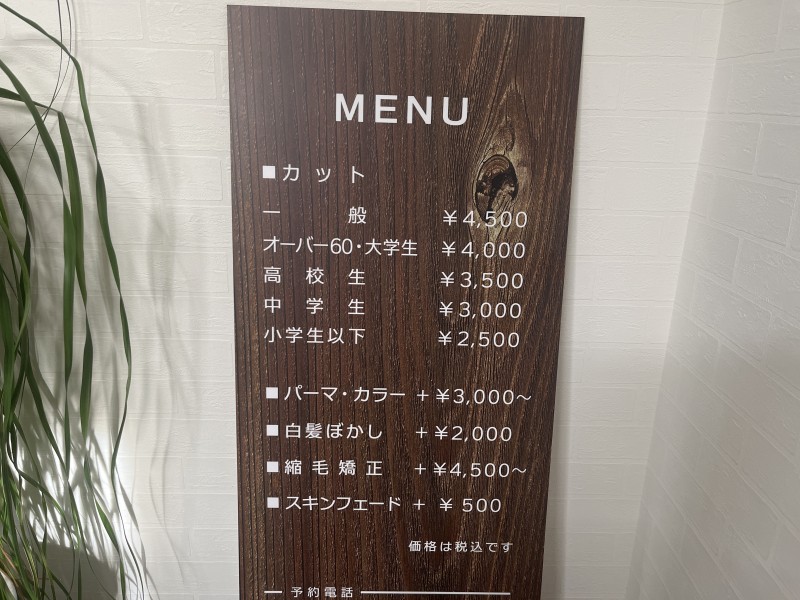 MENU
■カット
一般 ¥4,500
オーバー60・大学生 ¥4,000
高校生 ¥3,500
中学生 ¥3,000
小学生以下 ¥2,500
■パーマ・カラー +¥3,000〜
■白髪ぼかし +¥2,000
■縮毛矯正 +¥4,500〜
■スキンフェード + ¥ 500
価格は税込です
予約電話